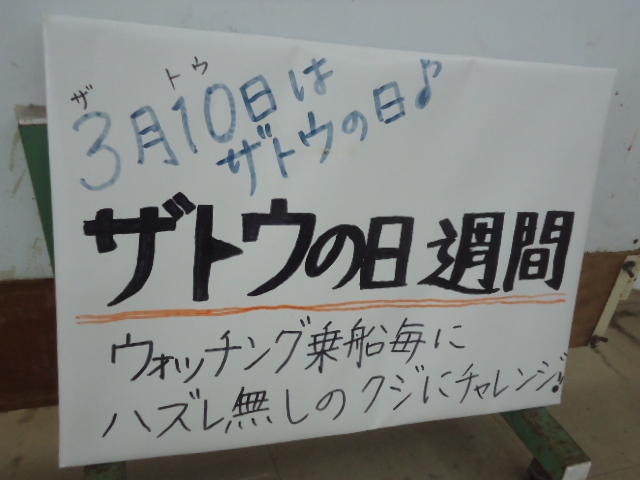 ザ トウ
3月10日は
ザトウの日♪
ザトウの日週間
ウォッチング乗船毎に
ハズレ無しのクジにチャレンジ♪